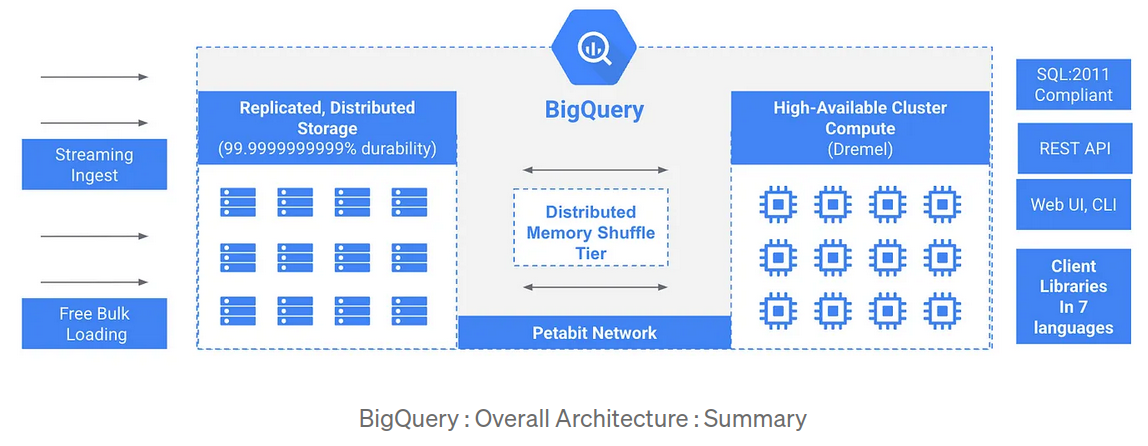 Streaming
Ingest
Free Bulk
Loading
Replicated, Distributed
Storage
(99.9999999999% durability)
BigQuery
Distributed
Memory Shuffle
Tier
Petabit Network
High-Available Cluster
Compute
(Dremel)
SQL:2011
Compliant
REST API
Web UI, CLI
Client
Libraries
In 7
languages
BigQuery : Overall Architecture : Summary